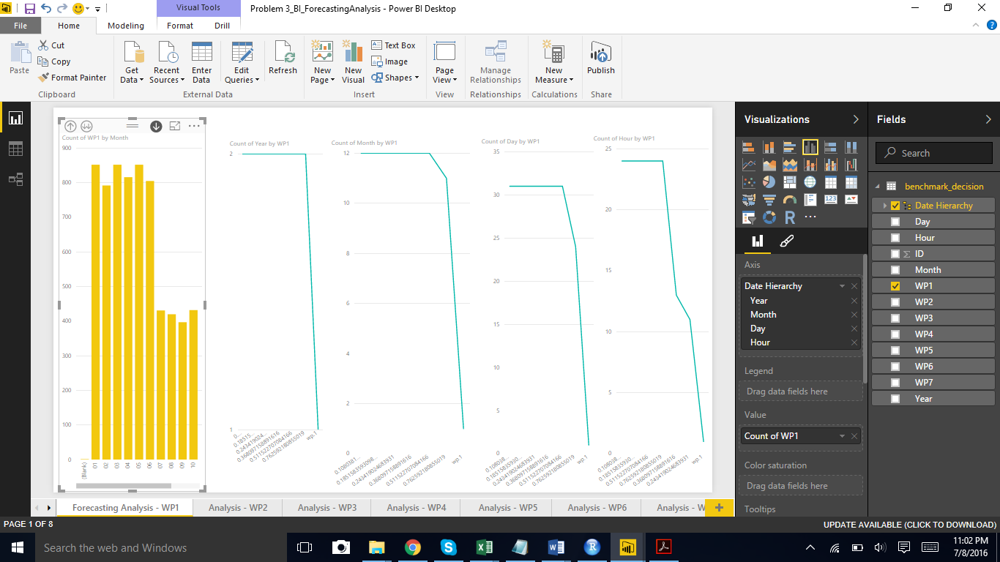 Visual Tools
Problem 3_BI_ForecastingAnalysis - Power BI Desktop
File
Home
Modeling
Format
Drill
Paste
Cut
Copy
Format Painter
Clipboard
Get Data
Recent Sources
Enter Data
Edit Queries
Refresh
External Data
New Page
New Visual
Text Box
Image
Shapes
Insert
Page View
View
Manage Relationships
Relationships
New Measure
Calculations
Publish
Share
Count of WP1 by Month
900
800
700
600
500
400
300
200
100
0
(Blank) 01 02 03 04 05 06 07 08 09 10
Count of Year by WP1
2
1
0....
0.18515...
0.243419024...
0.368097158891616
0.511522707084166
0.762592180855019
wp.1
Count of Month by WP1
12
10
8
6
4
2
0
0.1080381...
0.1851583593098...
0.243419024683931
0.368097158891616
0.511522707084166
0.762592180855019
wp.1
Count of Day by WP1
35
30
25
20
15
10
5
0
0.108038...
0.18515835930...
0.243419024683931
0.368097158891616
0.511522707084166
0.762592180855019
wp.1
Count of Hour by WP1
25
20
15
10
5
0
0.108038...
0.18515835930...
0.511522707084166
0.762592180855019
0.368097158891616
0.243419024683931
wp.1
Visualizations
Axis
Date Hierarchy
Year
Month
Day
Hour
Legend
Drag data fields here
Value
Count of WP1
Color saturation
Drag data fields here
Tooltips
Fields
Search
benchmark_decision
Date Hierarchy
Day
Hour
ID
Month
WP1
WP2
WP3
WP4
WP5
WP6
WP7
Year
Forecasting Analysis - WP1
Analysis - WP2
Analysis - WP3
Analysis - WP4
Analysis - WP5
Analysis - WP6
Analysis - W
PAGE 1 OF 8
UPDATE AVAILABLE (CLICK TO DOWNLOAD)
Search the web and Windows
11:02 PM
7/8/2016